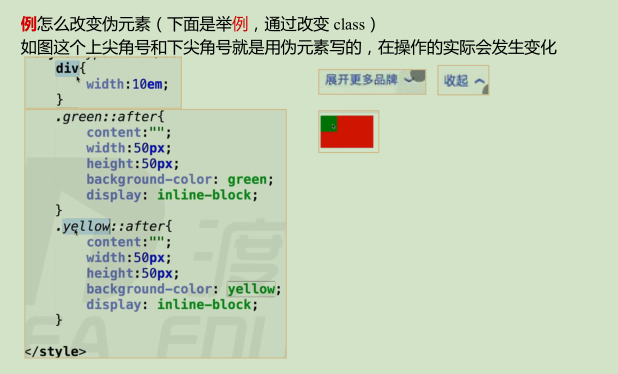 例怎么改变伪元素（下面是举例，通过改变 class）
如图这个上尖角号和下尖角号就是用伪元素写的，在操作的实际会发生变化
div{
width:10em;
}
展开更多品牌
收起
.green::after{
content:"";
width:50px;
height:50px;
background-color: green;
display: inline-block;
}
.yellow::after{
content:"";
width:50px;
height:50px;
background-color: yellow;
display: inline-block;
}
</style>